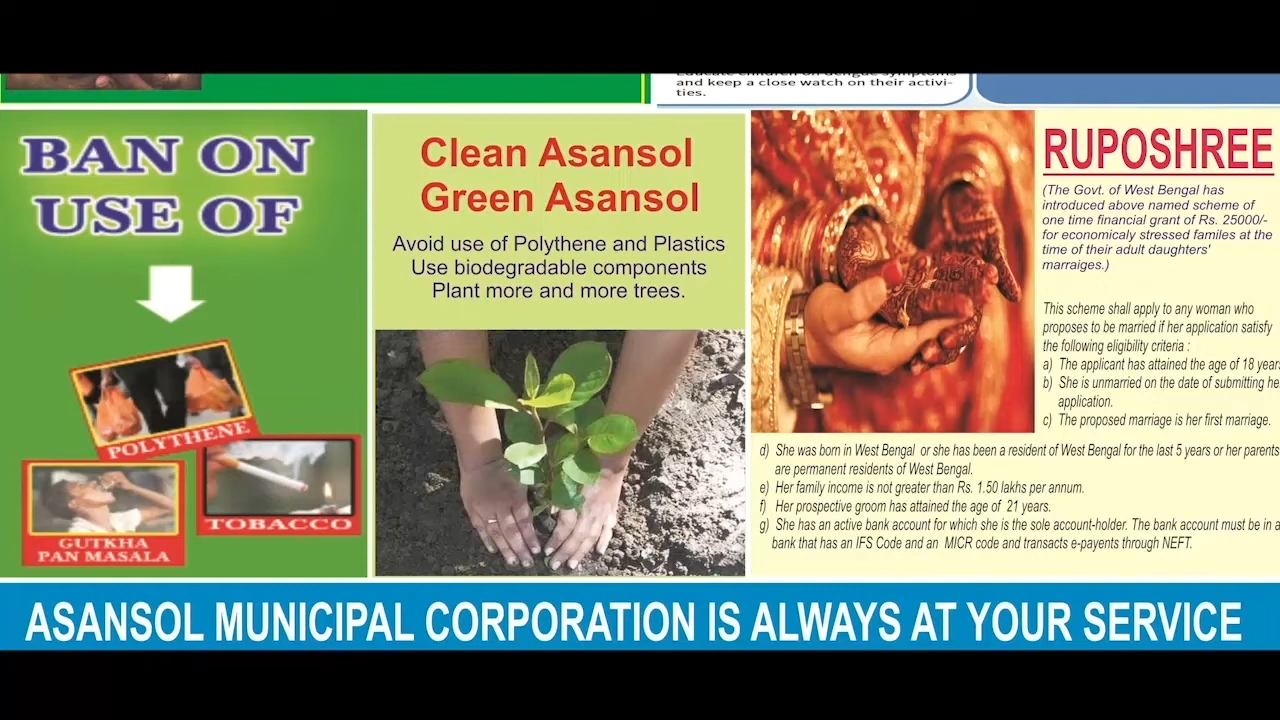 Educate children on dengue symptoms
and keep a close watch on their activi-
ties.
BAN ON
USE OF
POLYTHENE
TOBACCO
GUTKHA
PAN MASALA
Clean Asansol
Green Asansol
Avoid use of Polythene and Plastics
Use biodegradable components
Plant more and more trees.
RUPOSHREE
(The Govt. of West Bengal has
introduced above named scheme of
one time financial grant of Rs. 25000/-
for economicaly stressed familes at the
time of their adult daughters'
marraiges.)
This scheme shall apply to any woman who
proposes to be married if her application satisfy
the following eligibility criteria :
a) The applicant has attained the age of 18 years
b) She is unmarried on the date of submitting he
application.
c) The proposed marriage is her first marriage.
d) She was born in West Bengal or she has been a resident of West Bengal for the last 5 years or her parents
are permanent residents of West Bengal.
e) Her family income is not greater than Rs. 1.50 lakhs per annum.
f) Her prospective groom has attained the age of 21 years.
g) She has an active bank account for which she is the sole account-holder. The bank account must be in a
bank that has an IFS Code and an MICR code and transacts e-payents through NEFT.
ASANSOL MUNICIPAL CORPORATION IS ALWAYS AT YOUR SERVICE